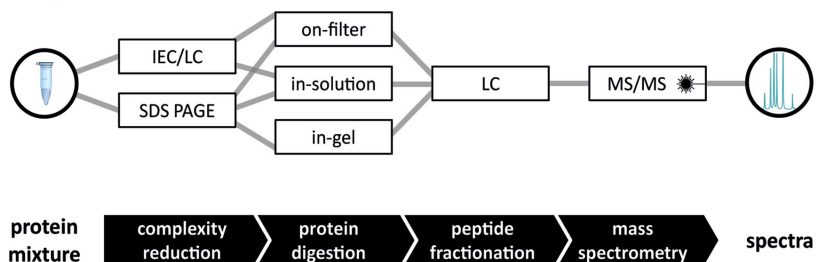 on-filter
IEC/LC
in-solution
LC
MS/MS
SDS PAGE
in-gel
protein
mixture
complexity
reduction
protein
digestion
peptide
fractionation
mass
spectrometry
spectra